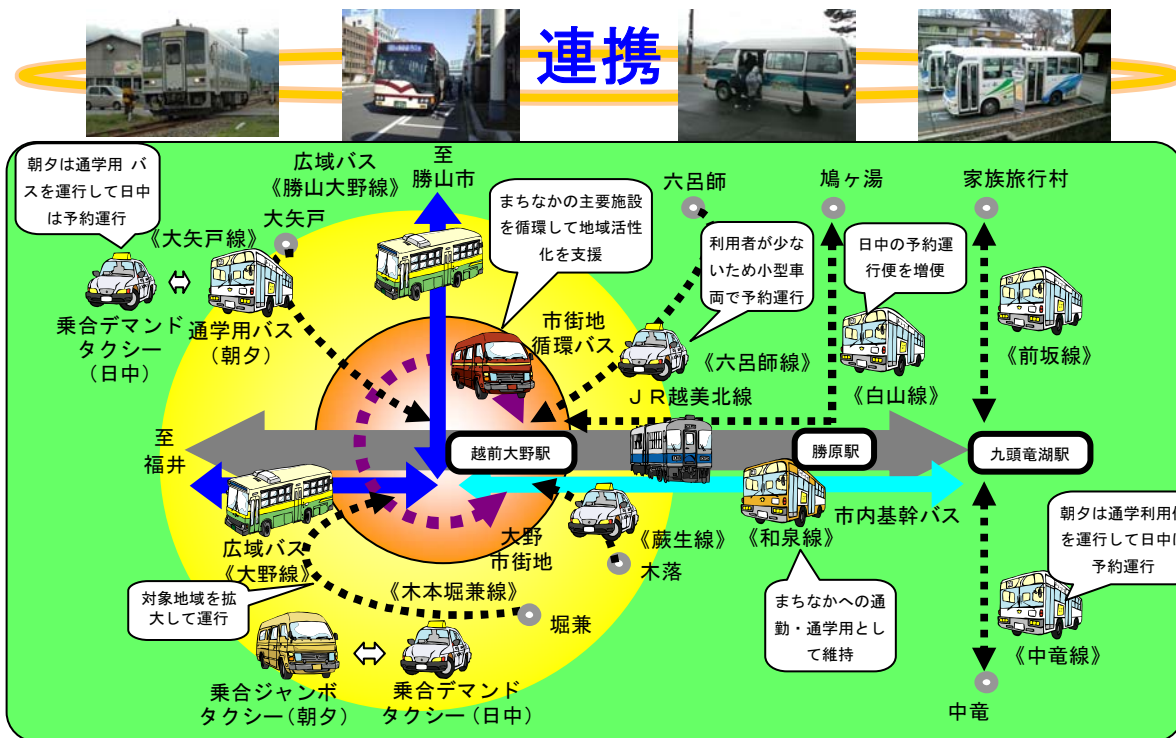 連携
朝夕は通学用 バ
スを運行して日中
は予約運行
広域バス
《勝山大野線》
至
勝山市
大矢戸
《大矢戸線》
乗合デマンド
タクシー
(日中)
通学用バス
(朝夕)
まちなかの主要施設
を循環して地域活性
化を支援
市街地
循環バス
六呂師
利用者が少な
いため小型車
両で予約運行
《六呂師線》
鳩ヶ湯
日中の予約運
行便を増便
《白山線》
家族旅行村
《前坂線》
JR越美北線
至
福井
越前大野駅
勝原駅
九頭竜湖駅
広域バス
《大野線》
大野
市街地
《蕨生線》
木落
《和泉線》
市内基幹バス
まちなかへの通
勤・通学用とし
て維持
朝夕は通学利用
を運行して日中
予約運行
《中竜線》
中竜
対象地域を拡
大して運行
《木本堀兼線》
堀兼
乗合ジャンボ
タクシー(朝夕)
乗合デマンド
タクシー(日中)